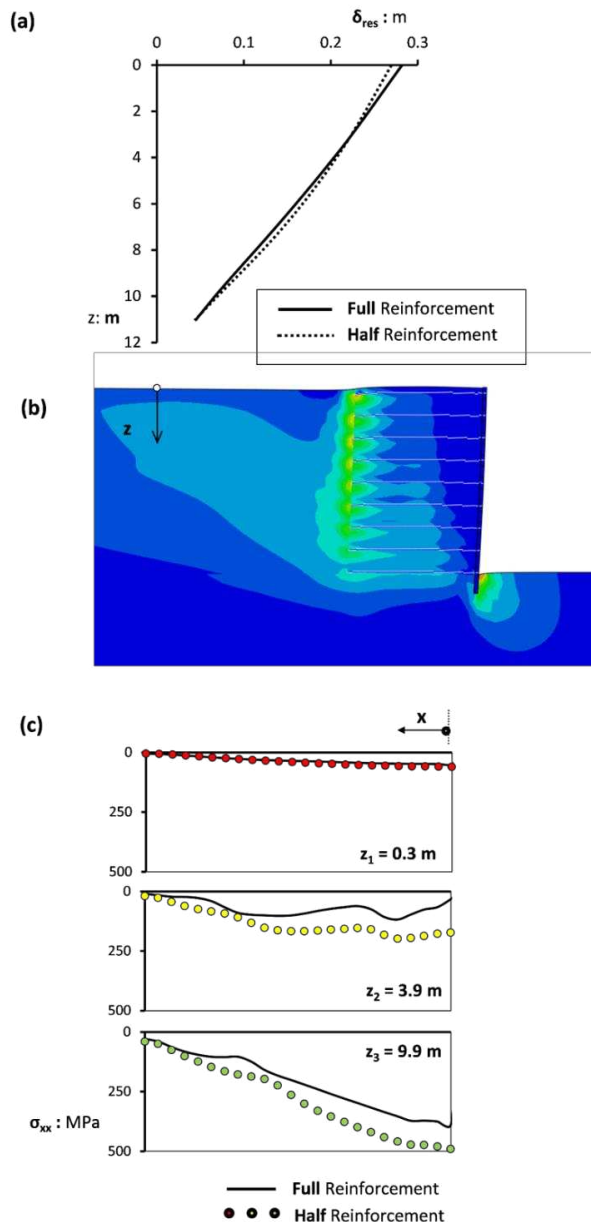 (a)
δres : m
0 0.1 0.2 0.3
0
2
4
6
8
10
z: m
12
Full Reinforcement
Half Reinforcement
(b)
z
(c)
x
0
250
z1 = 0.3 m
500
0
250
z2 = 3.9 m
500
0
z3 = 9.9 m
250
σxx : MPa
500
Full Reinforcement
Half Reinforcement